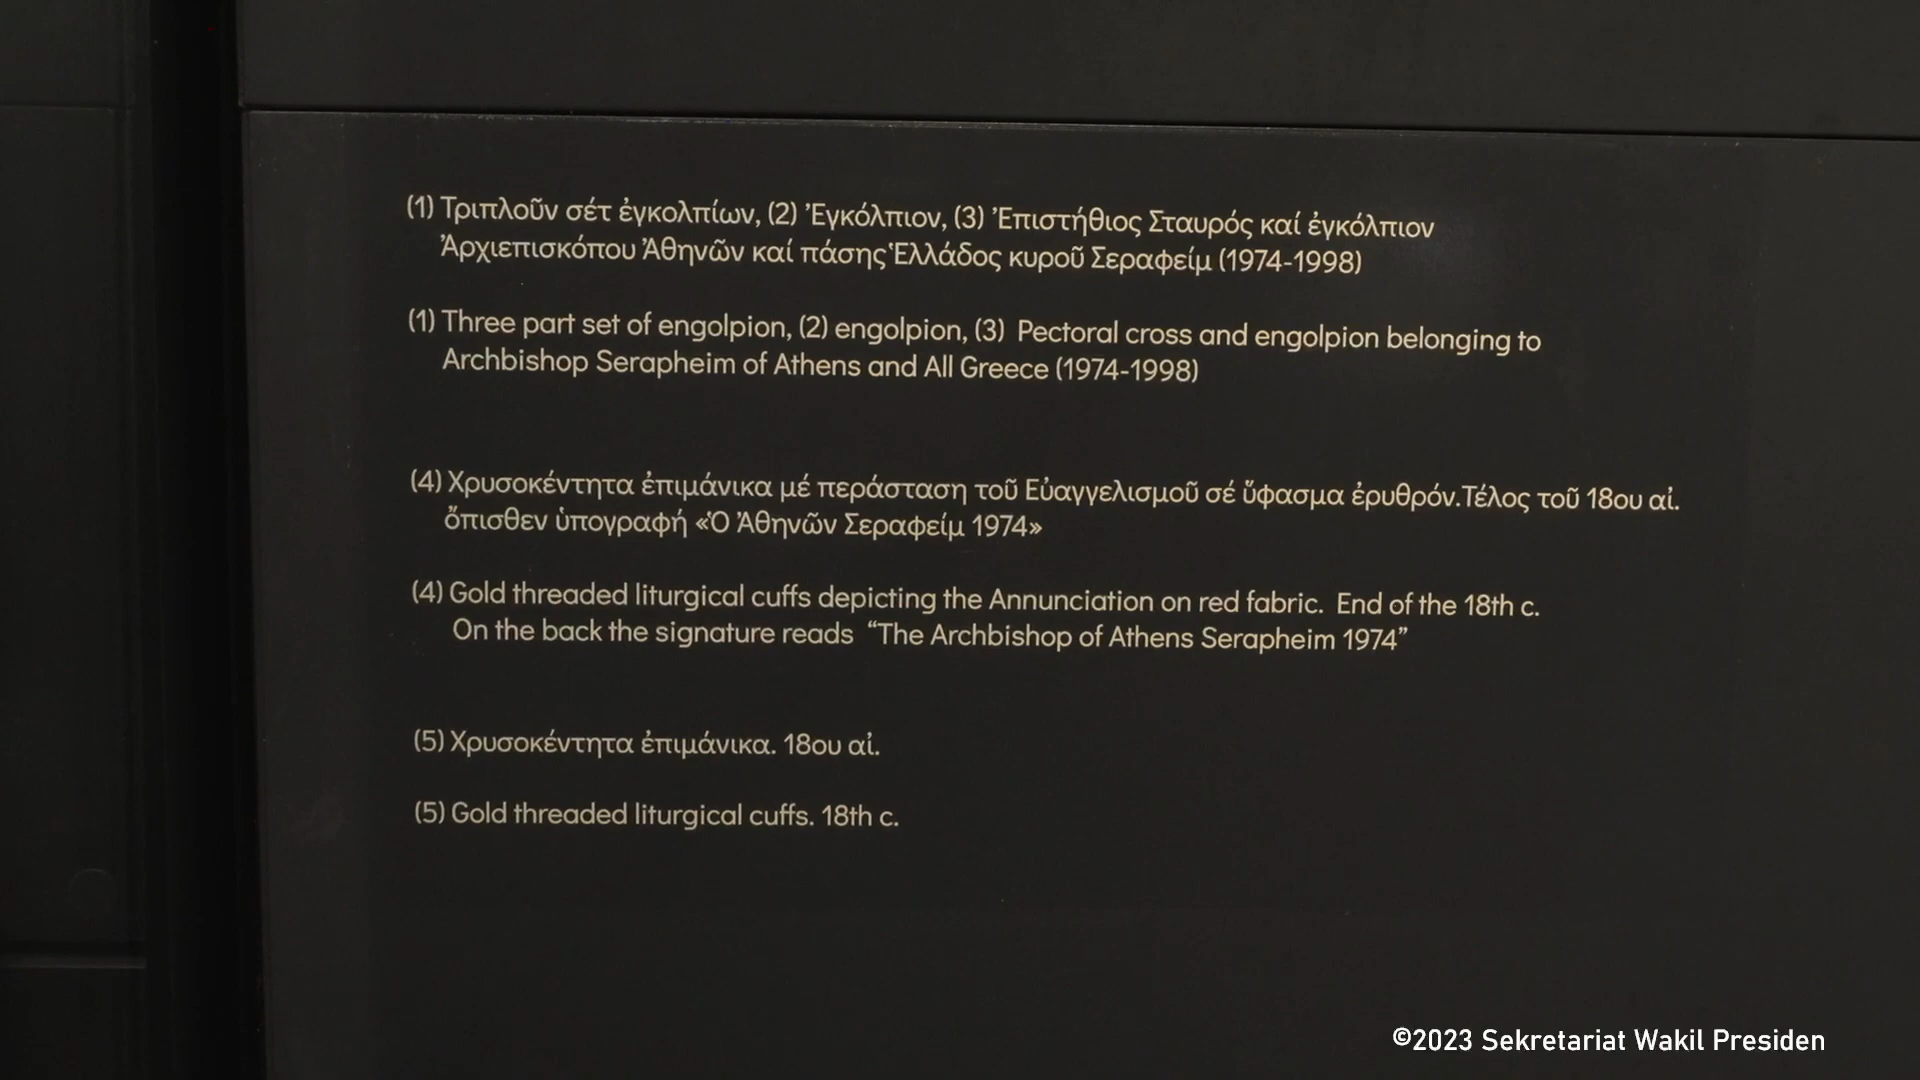 (1) Τριπλοῦν σέτ ἐγκολπίων, (2) Ἐγκόλπιον, (3) Ἐπιστήθιος Σταυρός καί ἐγκόλπιον
Ἀρχιεπισκόπου Ἀθηνῶν καί πάσης Ἑλλάδος κυροῦ Σεραφείμ (1974-1998)
(1) Three part set of engolpion, (2) engolpion, (3) Pectoral cross and engolpion belonging to
Archbishop Serapheim of Athens and All Greece (1974-1998)
(4) Χρυσοκέντητα ἐπιμάνικα μέ περάσταση τοῦ Εὐαγγελισμοῦ σέ ὕφασμα ἐρυθρόν.Τέλος τοῦ 18ου αἰ.
ὄπισθεν ὑπογραφή «Ὁ Ἀθηνῶν Σεραφείμ 1974»
(4) Gold threaded liturgical cuffs depicting the Annunciation on red fabric. End of the 18th c.
On the back the signature reads “The Archbishop of Athens Serapheim 1974”
(5) Χρυσοκέντητα ἐπιμάνικα. 18ου αἰ.
(5) Gold threaded liturgical cuffs. 18th c.
©2023 Sekretariat Wakil Presiden